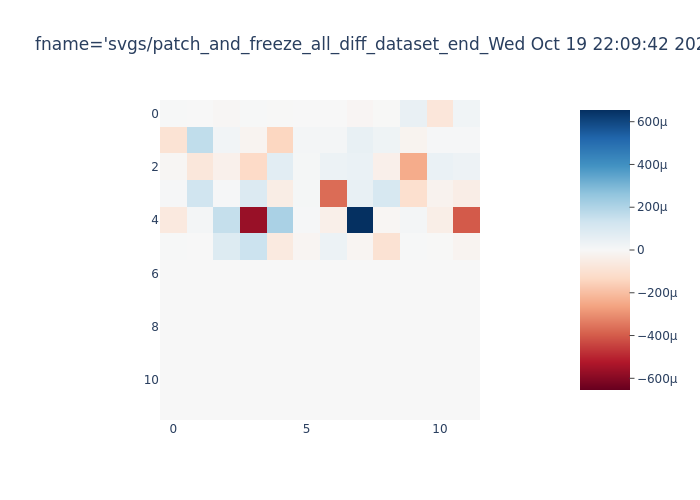 fname='svgs/patch_and_freeze_all_diff_dataset_end_Wed Oct 19 22:09:42 202
0
2
4
6
8
10
0
5
10
600μ
400μ
200μ
0
−200μ
−400μ
−600μ